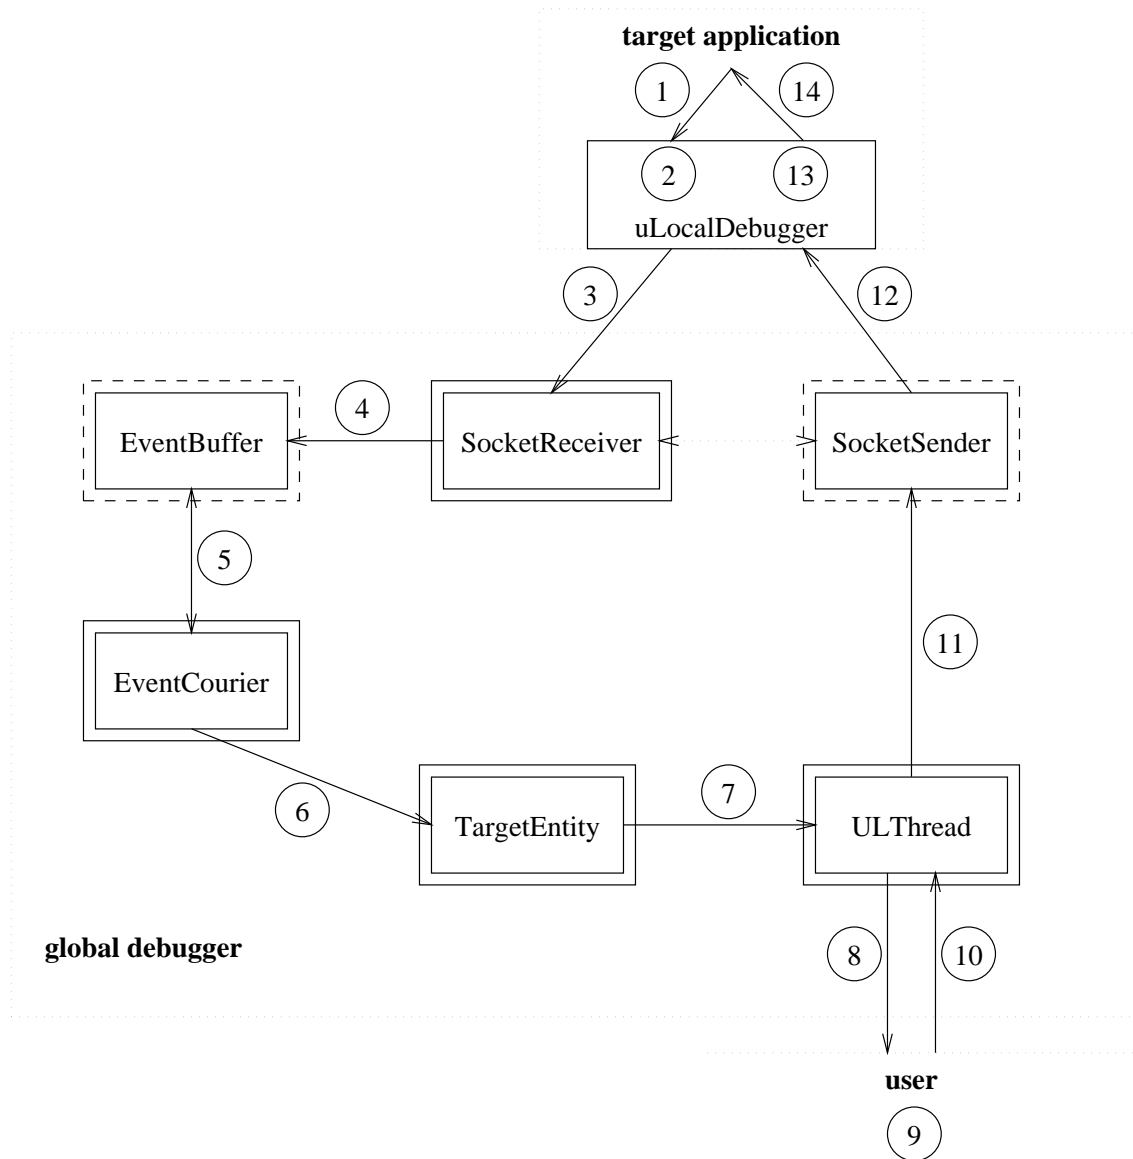 target application
1
14
2
13
uLocalDebugger
3
12
4
EventBuffer
SocketReceiver
SocketSender
5
11
EventCourier
6
7
TargetEntity
ULThread
global debugger
8
10
user
9